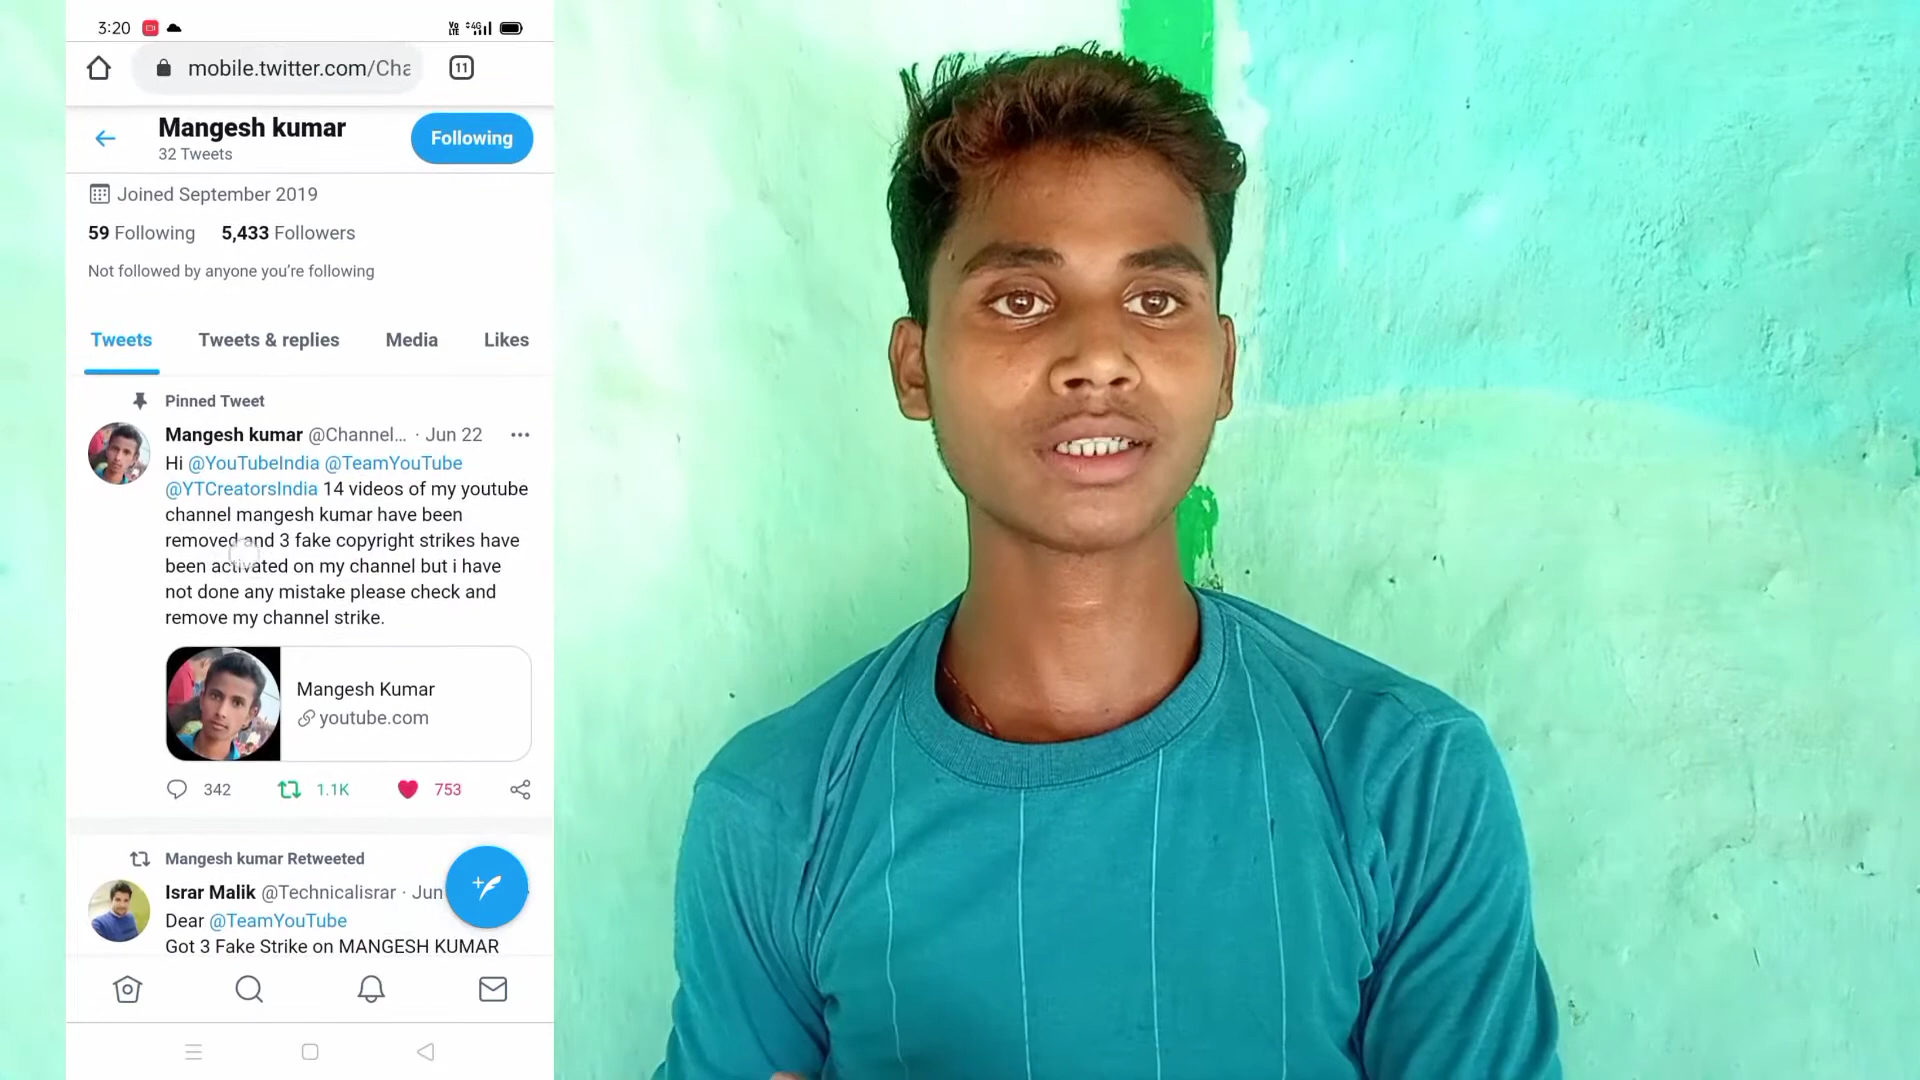 3:20
Vo LTE 4G
mobile.twitter.com/Cha
11
Mangesh kumar
32 Tweets
Following
Joined September 2019
59 Following 5,433 Followers
Not followed by anyone you’re following
Tweets Tweets & replies Media Likes
Pinned Tweet
Mangesh kumar @Channel... · Jun 22
Hi @YouTubeIndia @TeamYouTube
@YTCreatorsIndia 14 videos of my youtube
channel mangesh kumar have been
removed and 3 fake copyright strikes have
been activated on my channel but i have
not done any mistake please check and
remove my channel strike.
Mangesh Kumar
youtube.com
342 1.1K 753
Mangesh kumar Retweeted
Israr Malik @Technicalisrar · Jun
Dear @TeamYouTube
Got 3 Fake Strike on MANGESH KUMAR